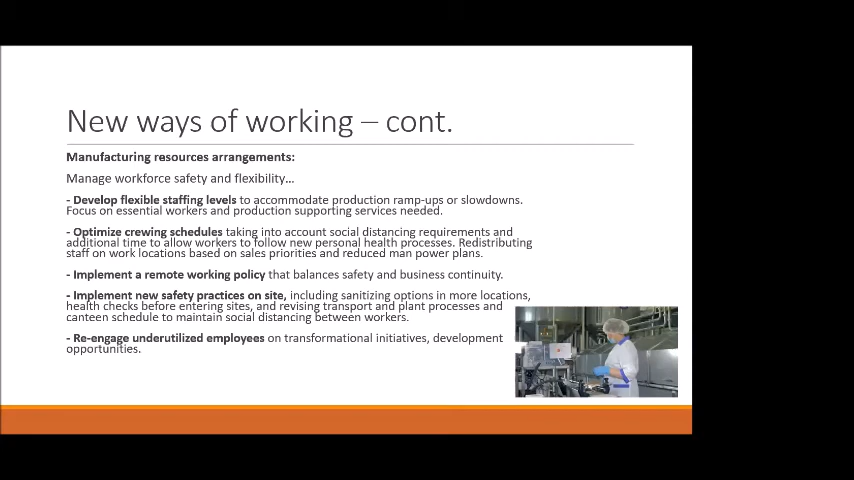 New ways of working – cont.
Manufacturing resources arrangements:
Manage workforce safety and flexibility…
- Develop flexible staffing levels to accommodate production ramp-ups or slowdowns.
Focus on essential workers and production supporting services needed.
- Optimize crewing schedules taking into account social distancing requirements and
additional time to allow workers to follow new personal health processes. Redistributing
staff on work locations based on sales priorities and reduced man power plans.
- Implement a remote working policy that balances safety and business continuity.
- Implement new safety practices on site, including sanitizing options in more locations,
health checks before entering sites, and revising transport and plant processes and
canteen schedule to maintain social distancing between workers.
- Re-engage underutilized employees on transformational initiatives, development
opportunities.